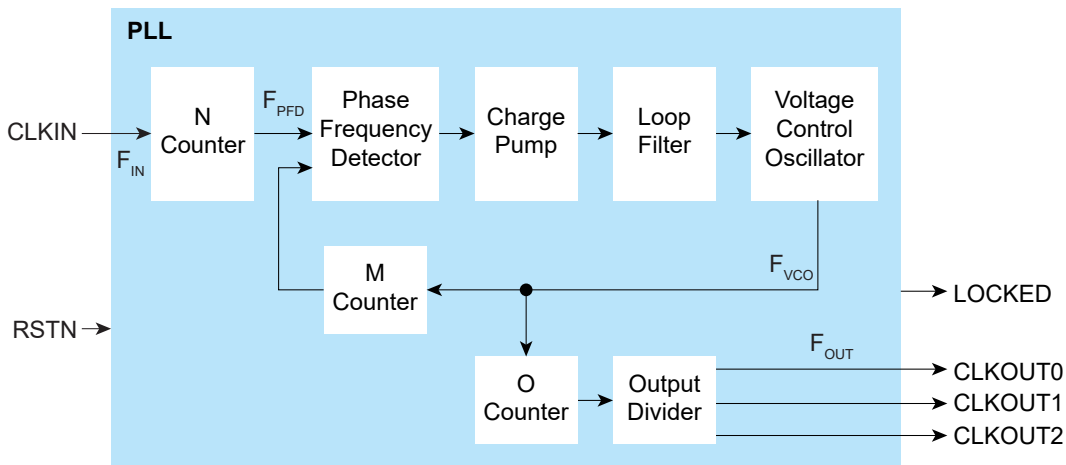 PLL
CLKIN
F_IN
N
Counter
F_PFD
Phase
Frequency
Detector
Charge
Pump
Loop
Filter
Voltage
Control
Oscillator
M
Counter
F_VCO
LOCKED
RSTN
O
Counter
Output
Divider
F_OUT
CLKOUT0
CLKOUT1
CLKOUT2